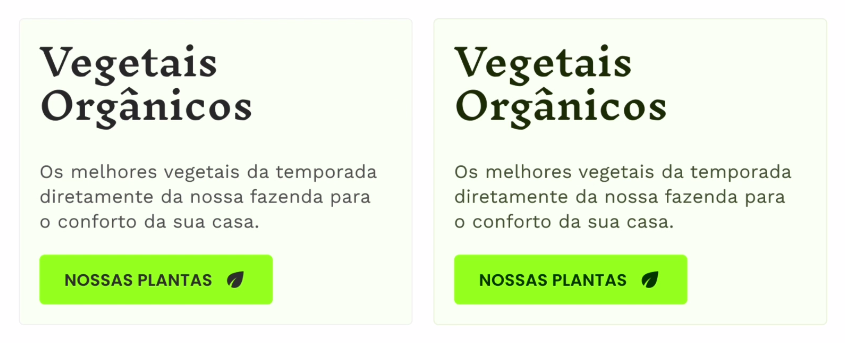 Vegetais
Orgânicos
Os melhores vegetais da temporada
diretamente da nossa fazenda para
o conforto da sua casa.
NOSSAS PLANTAS
Vegetais
Orgânicos
Os melhores vegetais da temporada
diretamente da nossa fazenda para
o conforto da sua casa.
NOSSAS PLANTAS